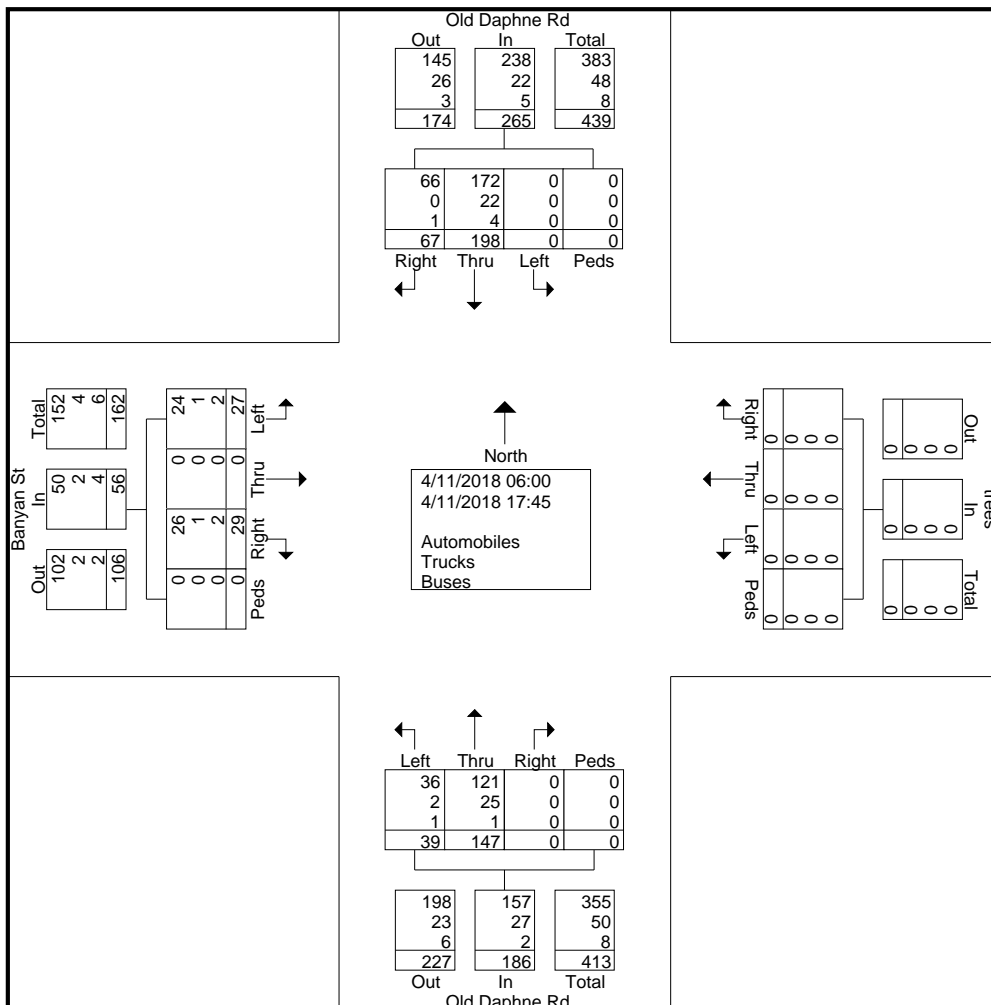 Old Daphne Rd
Out In Total
145 238 383
26 22 48
3 5 8
174 265 439
66 172 0 0
0 22 0 0
1 4 0 0
67 198 0 0
Right Thru Left Peds
Banyan St
Total In Out
152 4 6 162
50 2 4 56
102 2 2 106
24 1 2 27
0 0 0 0
26 1 2 29
0 0 0 0
Left Thru Right Peds
North
4/11/2018 06:00
4/11/2018 17:45
Automobiles
Trucks
Buses
Right Thru Left Peds
0 0 0 0
0 0 0 0
0 0 0 0
0 0 0 0
Out In Total
0 0 0 0
0 0 0 0
0 0 0 0
Left Thru Right Peds
36 121 0 0
2 25 0 0
1 1 0 0
39 147 0 0
198 157 355
23 27 50
6 2 8
227 186 413
Out In Total
Old Daphne Rd